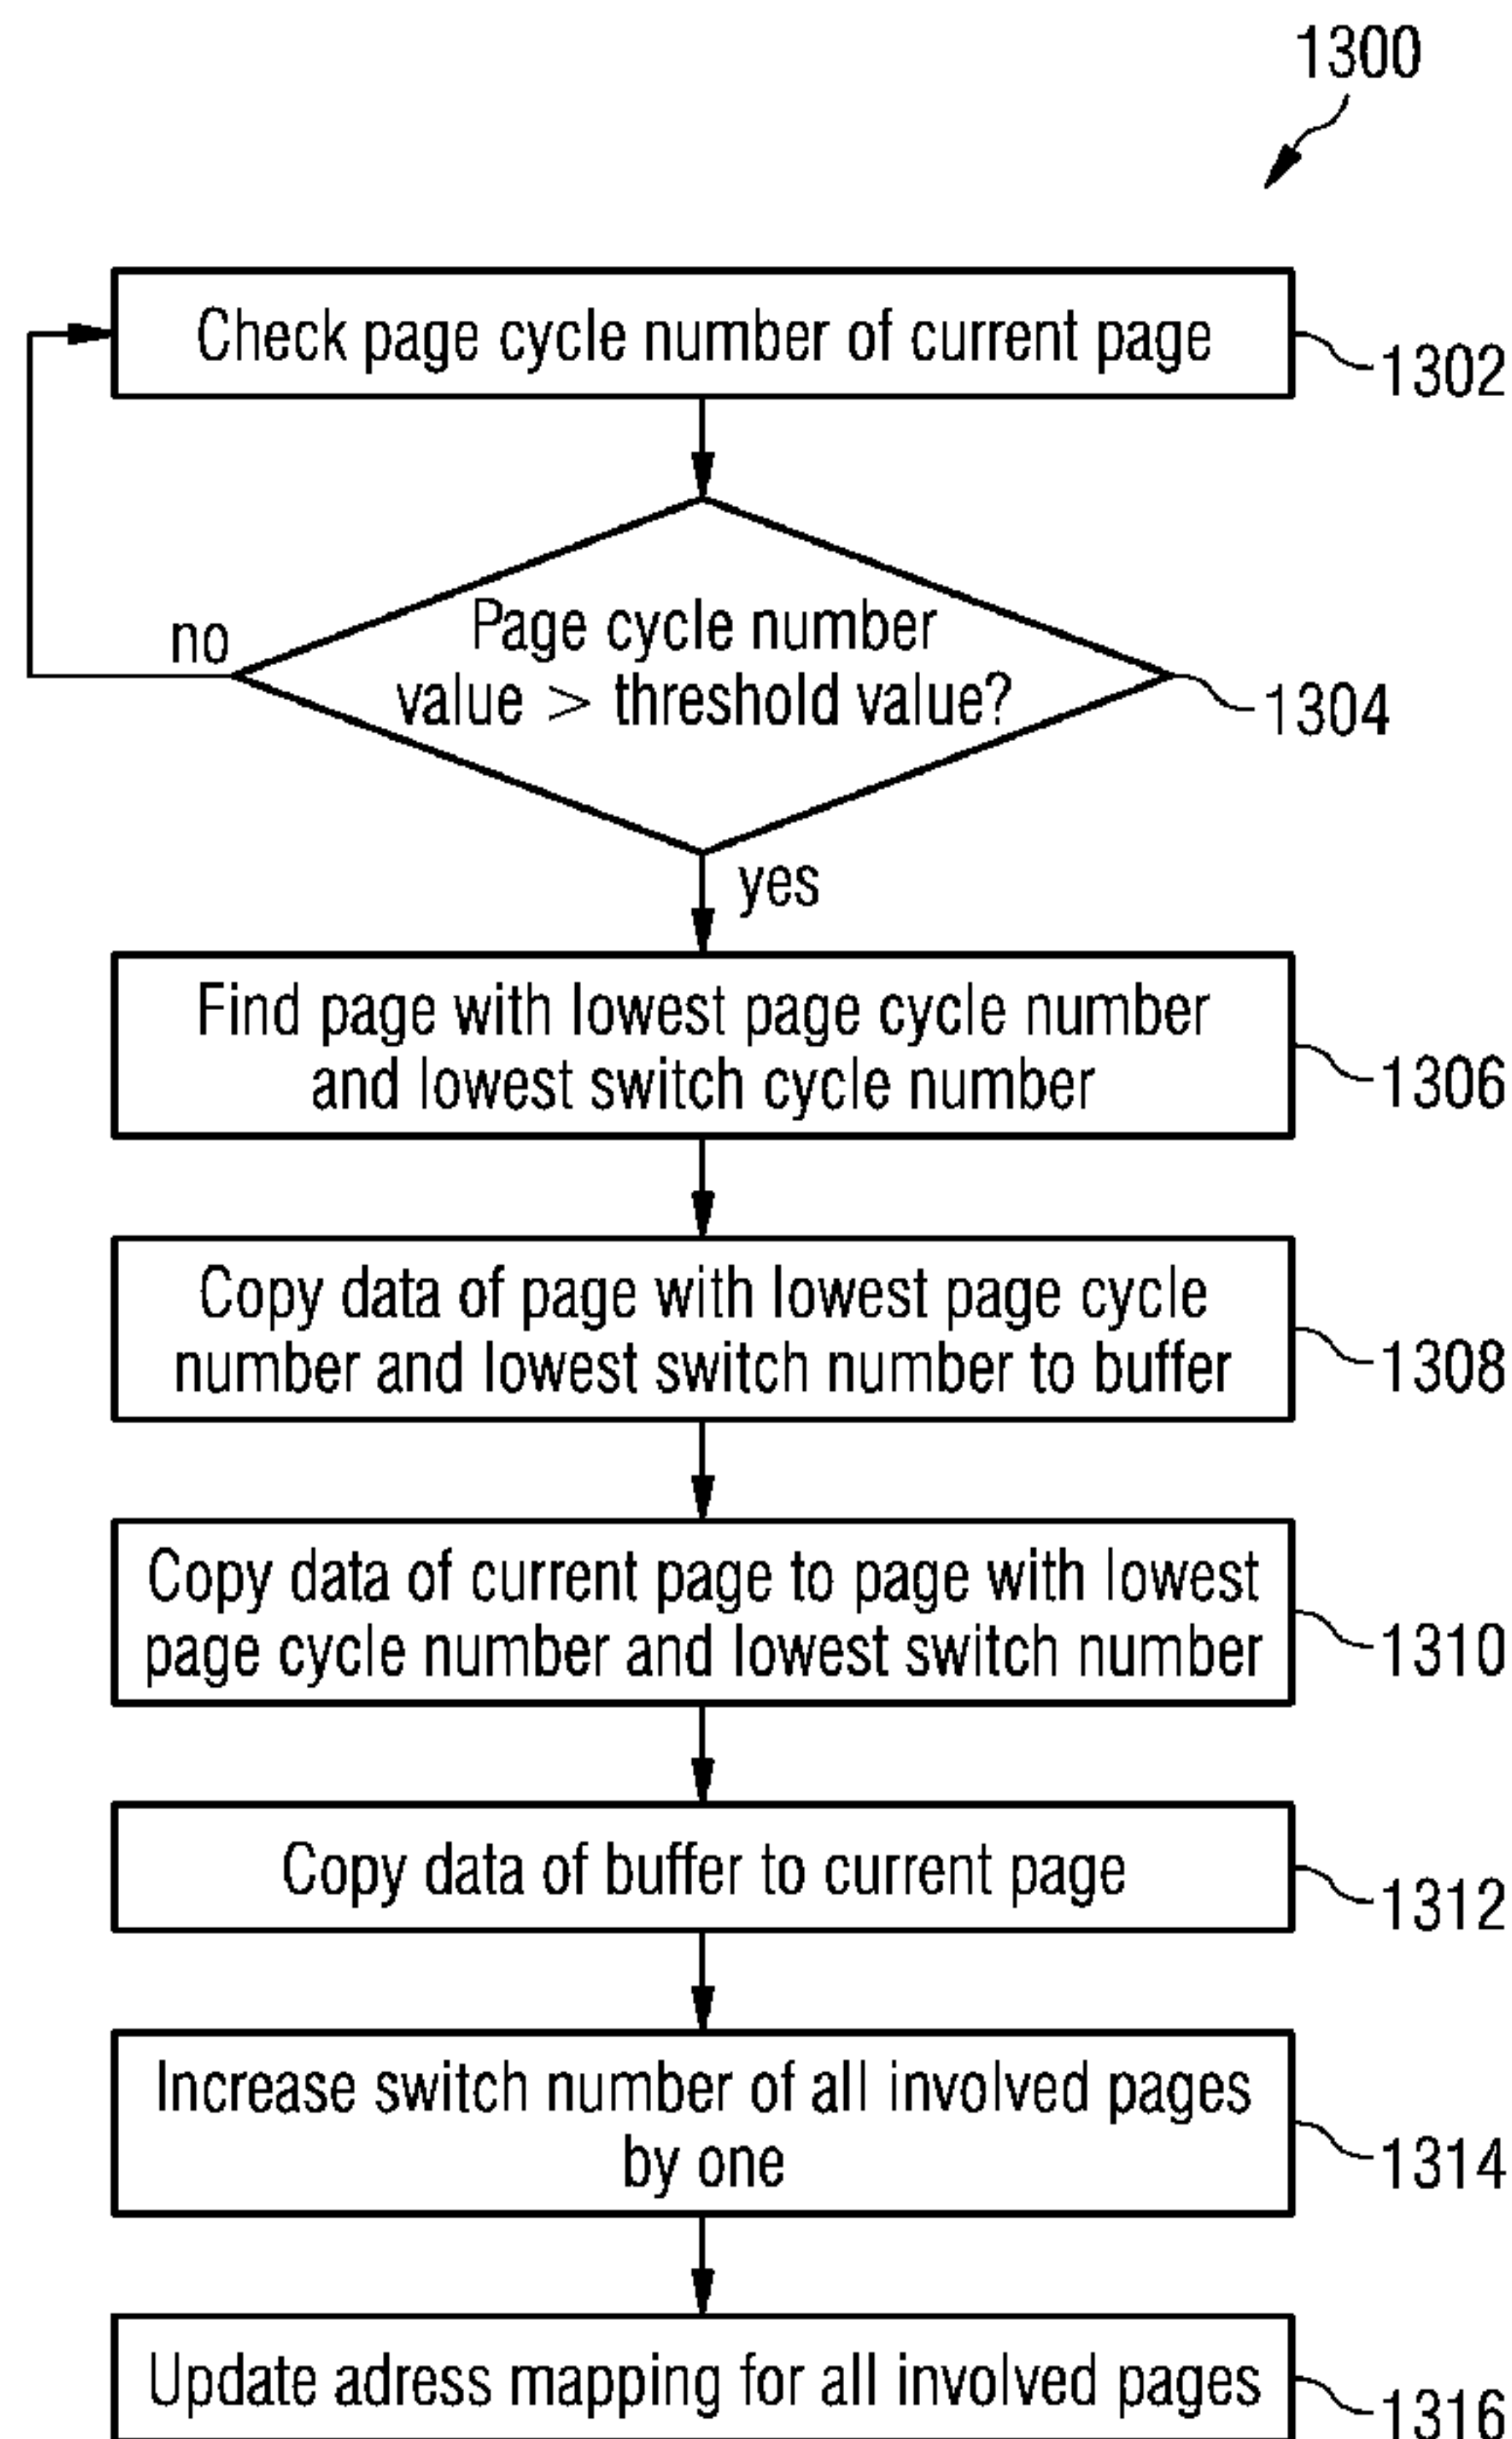 1300
Check page cycle number of current page
1302
Page cycle number
value > threshold value?
no
1304
yes
Find page with lowest page cycle number
and lowest switch cycle number
1306
Copy data of page with lowest page cycle
number and lowest switch number to buffer
1308
Copy data of current page to page with lowest
page cycle number and lowest switch number
1310
Copy data of buffer to current page
1312
Increase switch number of all involved pages
by one
1314
Update adress mapping for all involved pages
1316